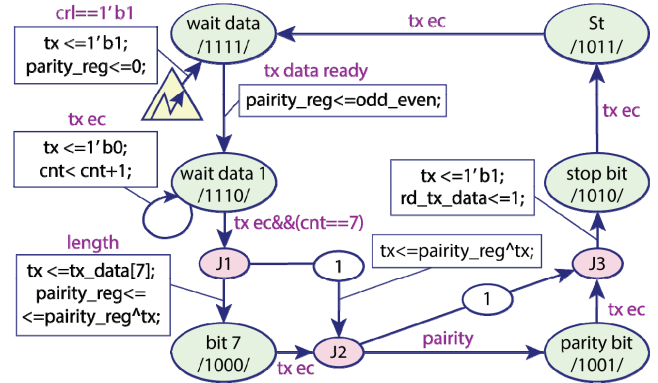 crl==1'b1
wait data
/1111/
tx ec
St
/1011/
tx <=1'b1;
parity_reg<=0;
tx data ready
pairity_reg<=odd_even;
tx ec
tx ec
tx <=1'b0;
cnt< cnt+1;
wait data 1
/1110/
tx <=1'b1;
rd_tx_data<=1;
stop bit
/1010/
tx ec&&(cnt==7)
length
J1
1
tx<=pairity_reg^tx;
J3
tx <=tx_data[7];
pairity_reg<=
<=pairity_reg^tx;
1
tx ec
bit 7
/1000/
tx ec
J2
pairity
parity bit
/1001/